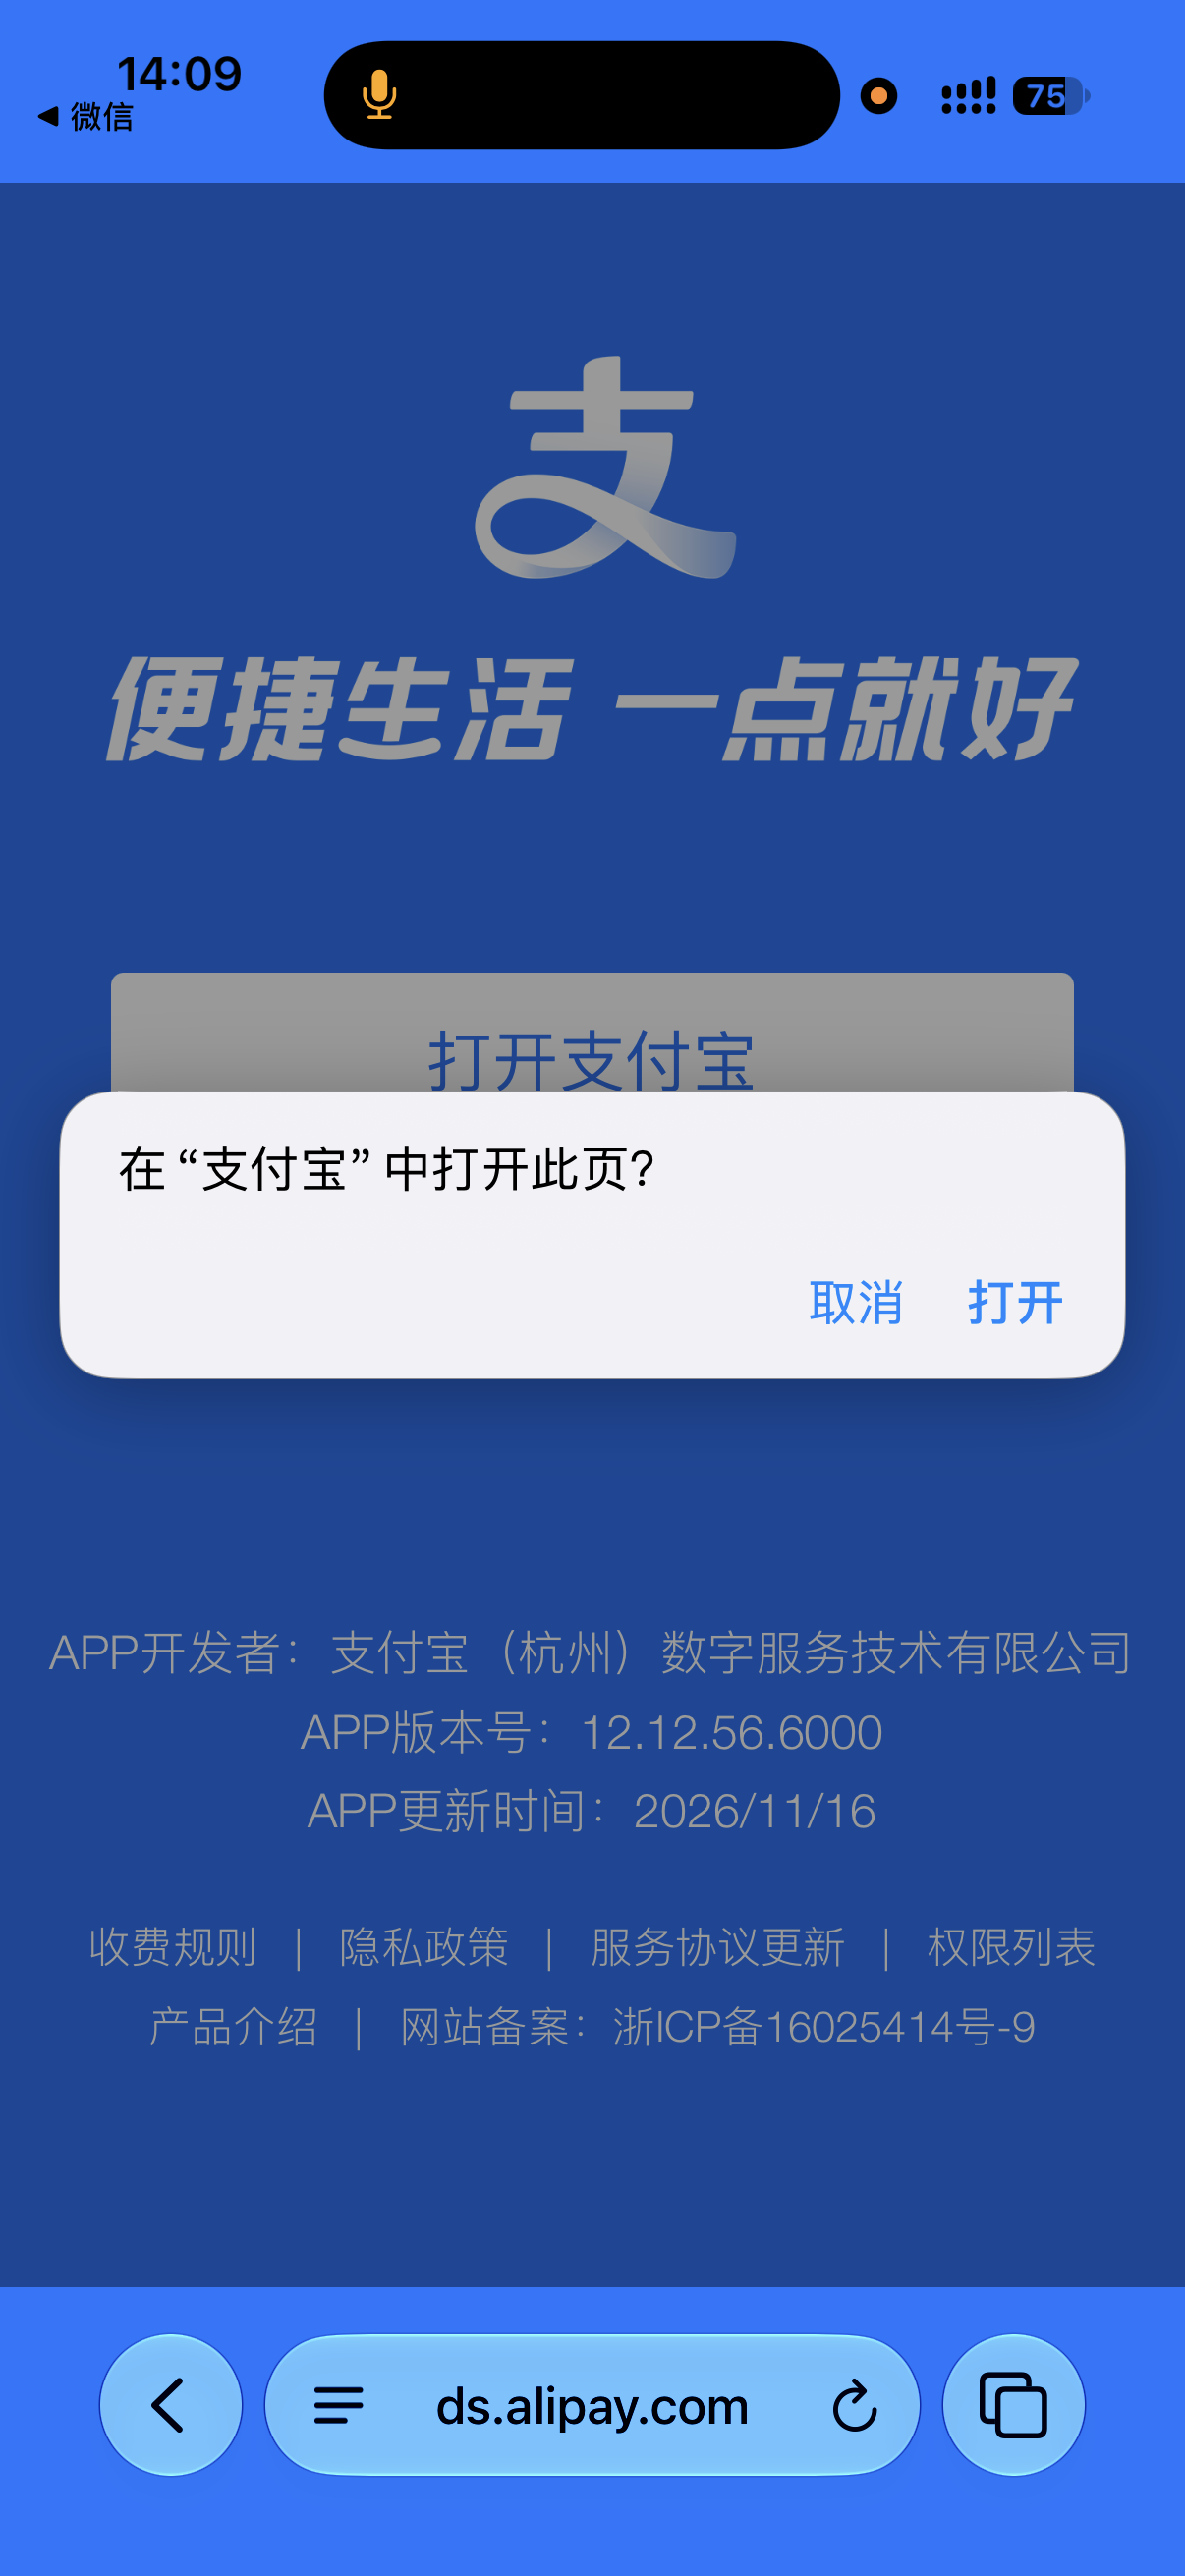 14:09
75
◀ 微信
支
便捷生活 一点就好
打开支付宝
在 “支付宝” 中打开此页?
取消 打开
APP开发者：支付宝（杭州）数字服务技术有限公司
APP版本号：12.12.56.6000
APP更新时间：2026/11/16
收费规则 | 隐私政策 | 服务协议更新 | 权限列表
产品介绍 | 网站备案：浙ICP备16025414号-9
ds.alipay.com